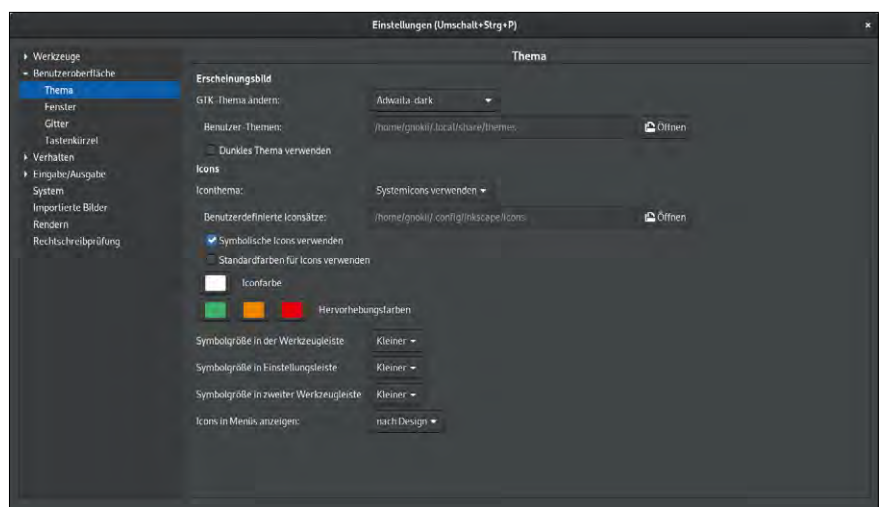 Einstellungen (Umschalt+Strg+P)
×
Werkzeuge
Benutzeroberfläche
Thema
Fenster
Gitter
Tastenkürzel
Verhalten
Eingabe/Ausgabe
System
Importierte Bilder
Rendern
Rechtschreibprüfung
Thema
Erscheinungsbild
GTK-Thema ändern: Adwaita-dark
Benutzer-Themen: /home/gnokii/.local/share/themes Öffnen
Dunkles Thema verwenden
Icons
Iconthema: Systemicons verwenden
Benutzerdefinierte Iconsätze: /home/gnokii/.config/inkscape/icons Öffnen
Symbolische Icons verwenden
Standardfarben für Icons verwenden
Iconfarbe
Hervorhebungsfarben
Symbolgröße in der Werkzeugleiste Kleiner
Symbolgröße in Einstellungsleiste Kleiner
Symbolgröße in zweiter Werkzeugleiste Kleiner
Icons in Menüs anzeigen: nach Design